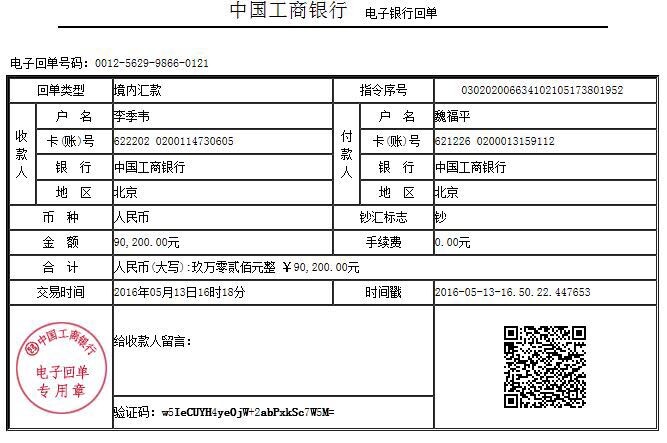 中国工商银行 电子银行回单
电子回单号码：0012-5629-9866-0121
回单类型 境内汇款 指令序号 030202006634102105173801952
收款人 户 名 李季韦 付款人 户 名 魏福平
卡(账)号 622202 0200114730605 卡(账)号 621226 0200013159112
银 行 中国工商银行 银 行 中国工商银行
地 区 北京 地 区 北京
币 种 人民币 钞汇标志 钞
金 额 90,200.00元 手续费 0.00元
合 计 人民币(大写):玖万零贰佰元整 ￥90,200.00元
交易时间 2016年05月13日16时18分 时间戳 2016-05-13-16.50.22.447653
中国工商银行
电子回单
专用章
给收款人留言：
验证码：w5IeCUYH4yeOjW+2abPxkSc7W5M=